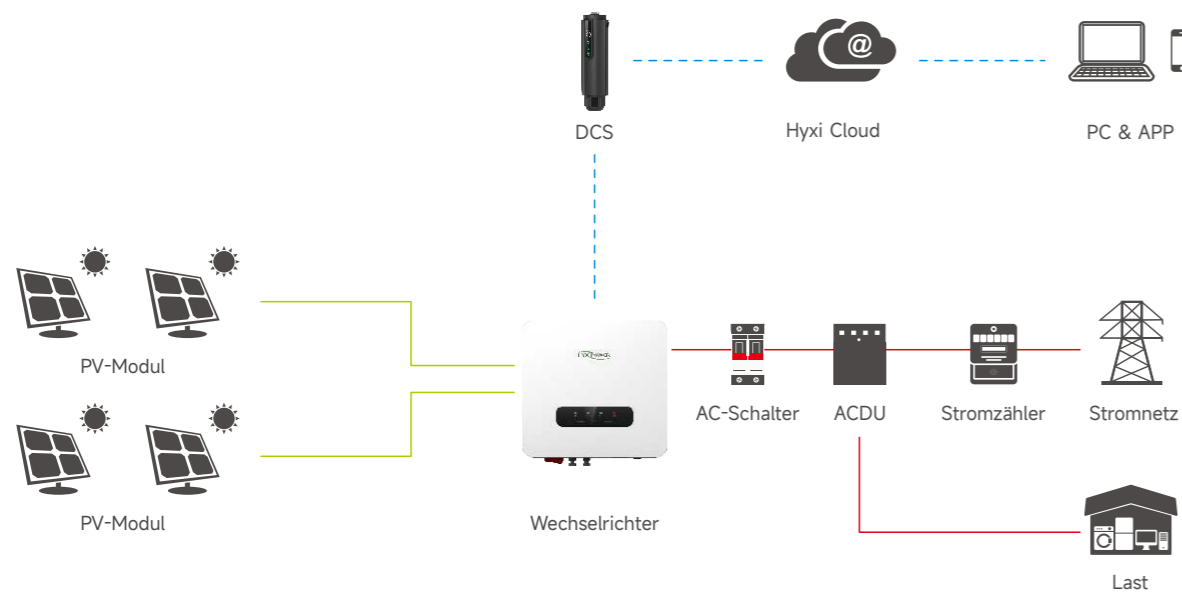 DCS
Hyxi Cloud
PC & APP
@
PV-Modul
AC-Schalter
ACDU
Stromzähler
Stromnetz
PV-Modul
Wechselrichter
Last